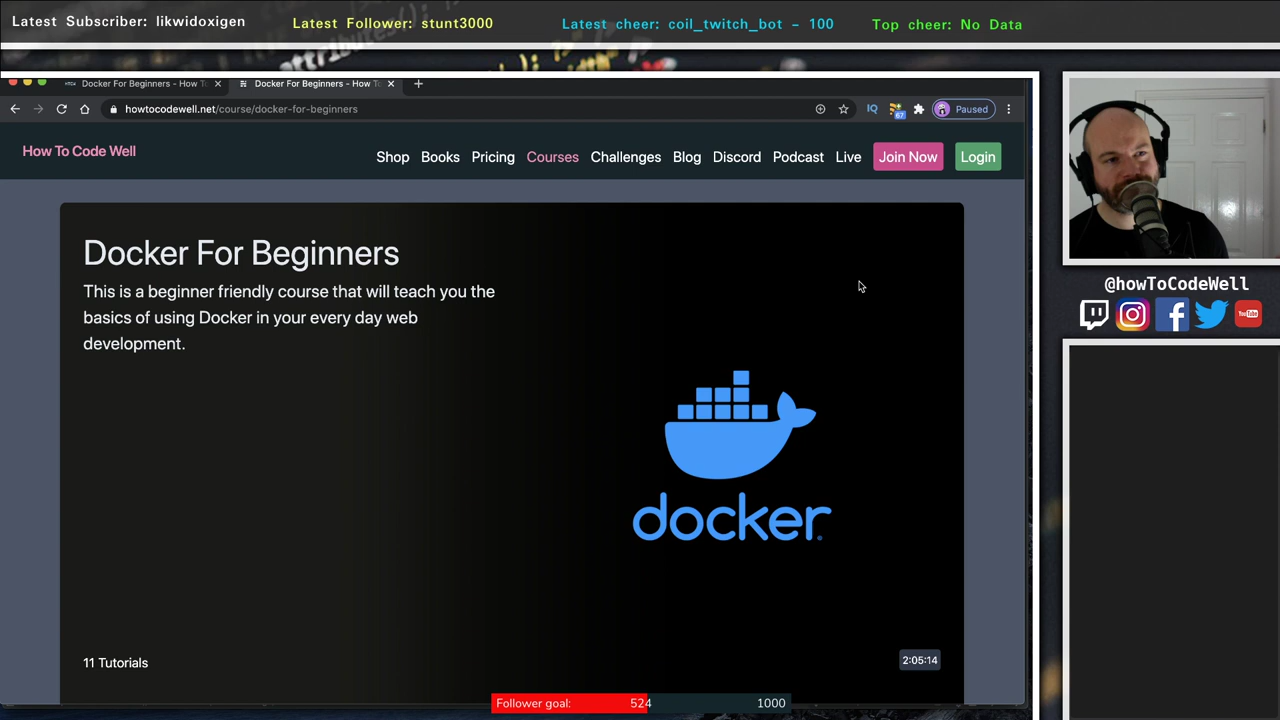 Latest Subscriber: likwidoxigen
Latest Follower: stunt3000
Latest cheer: coil_twitch_bot - 100
Top cheer: No Data
attributes();
Docker For Beginners - How T
Docker For Beginners - How T
howtocodewell.net/course/docker-for-beginners
IQ
67
Paused
How To Code Well
Shop
Books
Pricing
Courses
Challenges
Blog
Discord
Podcast
Live
Join Now
Login
Docker For Beginners
This is a beginner friendly course that will teach you the
basics of using Docker in your every day web
development.
docker
11 Tutorials
2:05:14
@howToCodeWell
YouTube
Follower goal:
524
1000